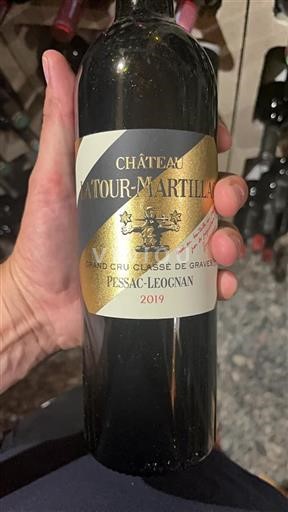 CHÂTEAU
LATOUR-MARTILLAC
GRAND CRU CLASSÉ DE GRAVES
PESSAC-LEOGNAN
2019